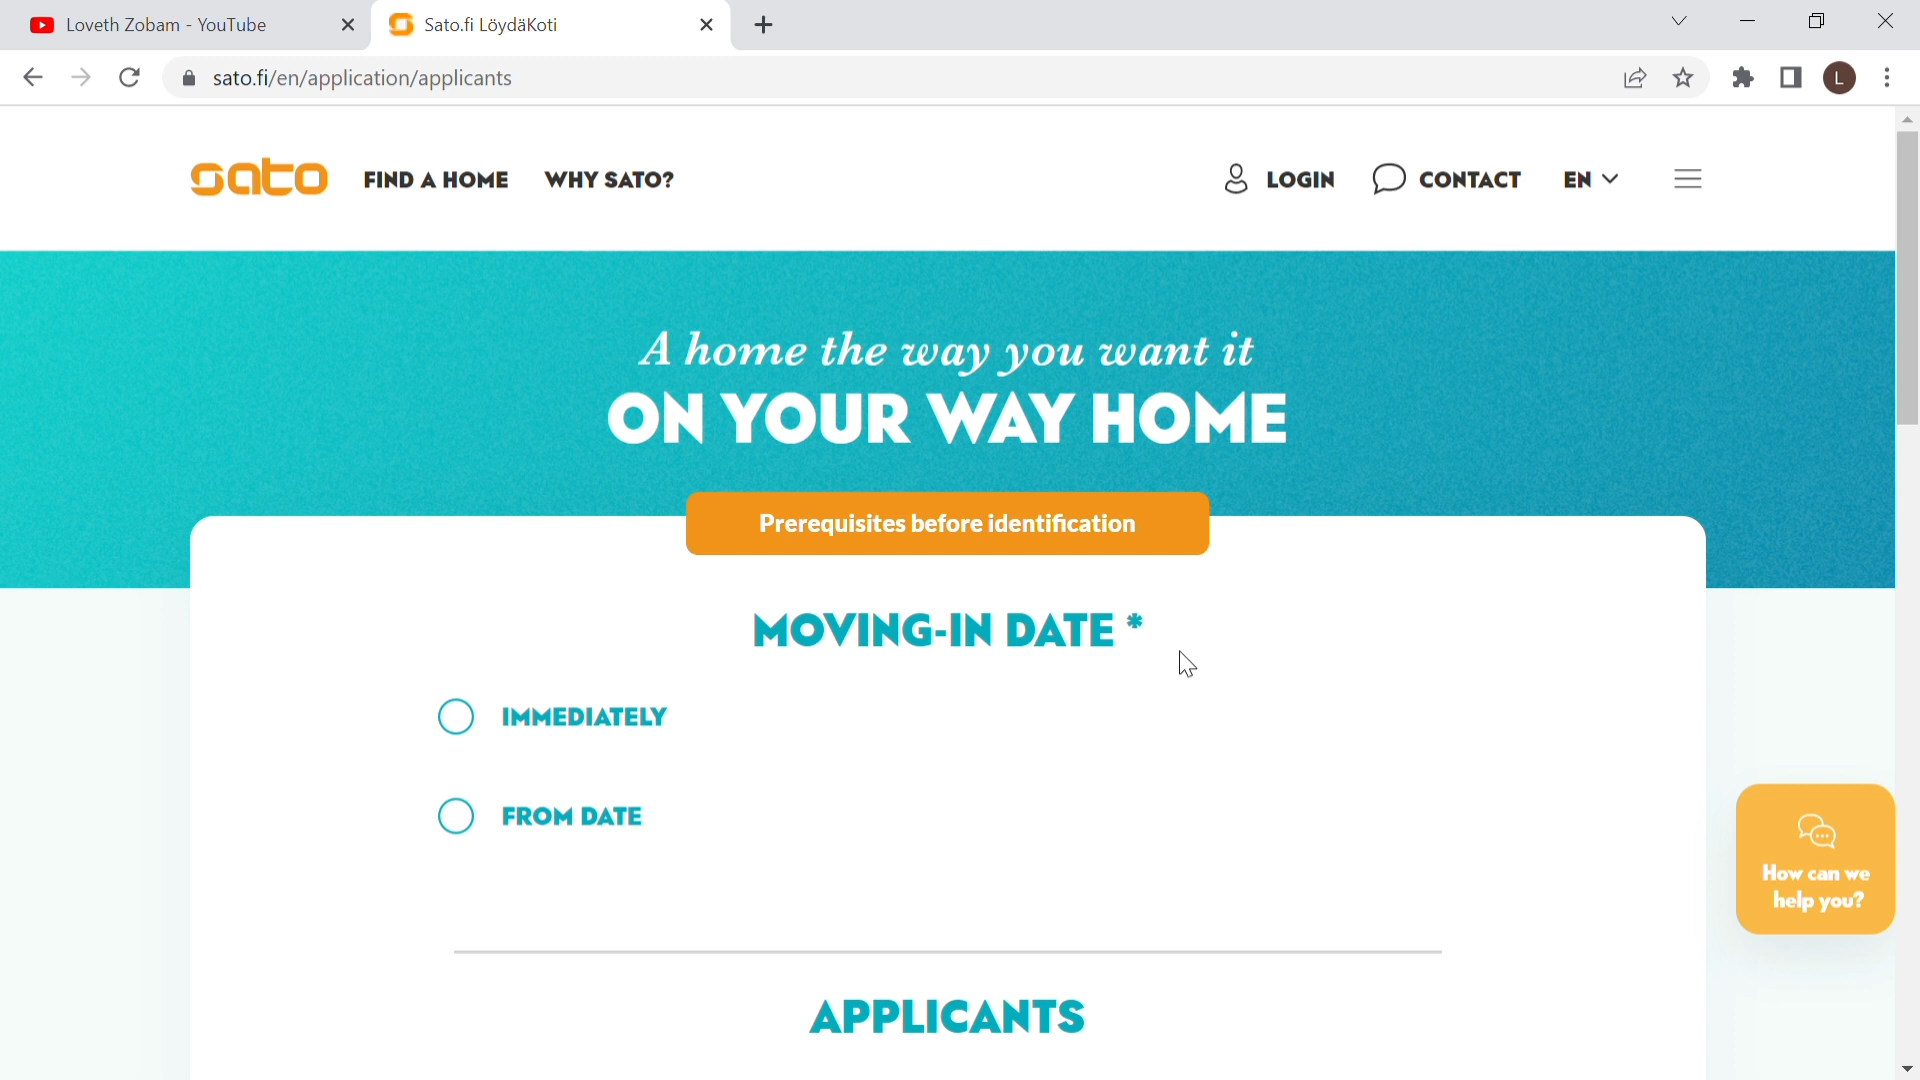 Loveth Zobam - YouTube
Sato.fi LöydäKoti
sato.fi/en/application/applicants
L
sato
FIND A HOME
WHY SATO?
LOGIN
CONTACT
EN
A home the way you want it
ON YOUR WAY HOME
Prerequisites before identification
MOVING-IN DATE *
IMMEDIATELY
FROM DATE
How can we
help you?
APPLICANTS